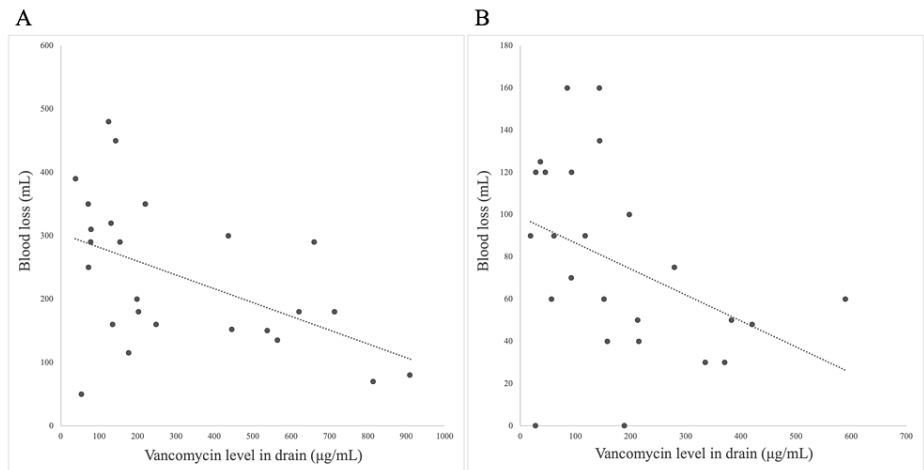 A
B
600
500
400
300
200
100
0
Blood loss (mL)
0 100 200 300 400 500 600 700 800 900 1000
Vancomycin level in drain (μg/mL)
180
160
140
120
100
80
60
40
20
0
Blood loss (mL)
0 100 200 300 400 500 600 700
Vancomycin level in drain (μg/mL)